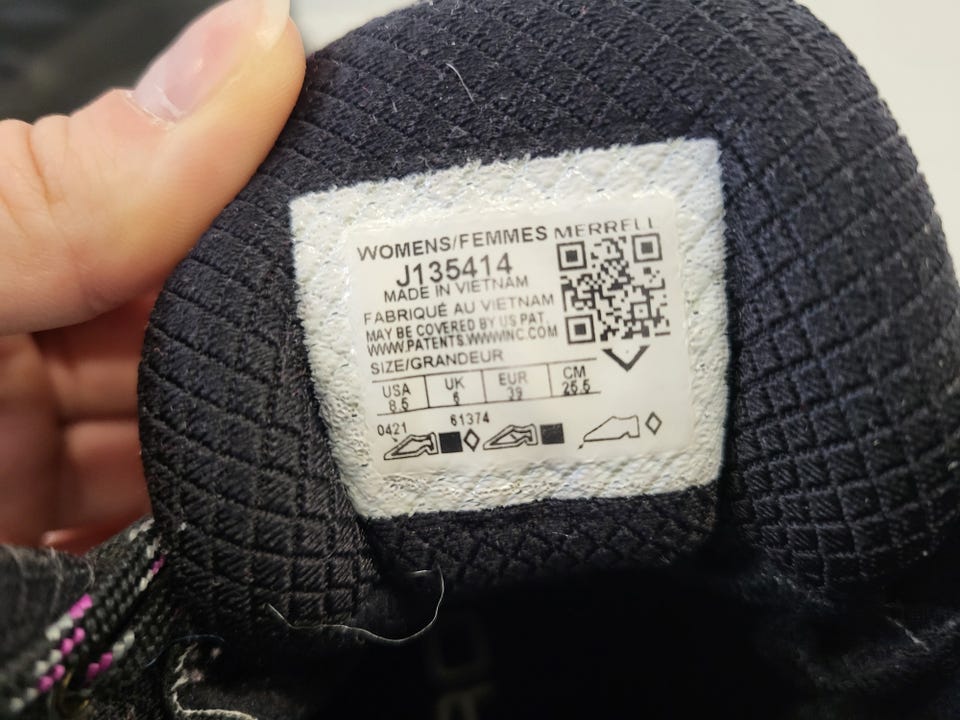 WOMENS/FEMMES MERRELL
J135414
MADE IN VIETNAM
FABRIQUÉ AU VIETNAM
MAY BE COVERED BY US PAT.
WWW.PATENTS.WWWINC.COM
SIZE/GRANDEUR
USA UK EUR CM
8.5 6 39 25.5
0421 61374